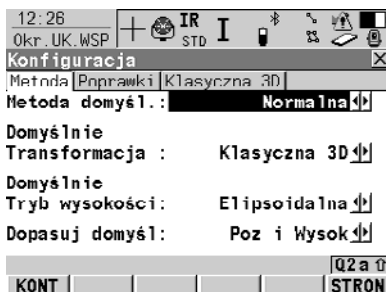 12:26
IR
Okr.UK.WSP
STD
I
Konfiguracja
Metoda Poprawki Klasyczna 3D
Metoda domyśl.: Normalna
Domyślnie
Transformacja : Klasyczna 3D
Domyślnie
Tryb wysokości: Elipsoidalna
Dopasuj domyśl: Poz i Wysok
Q2a
KONT STRON